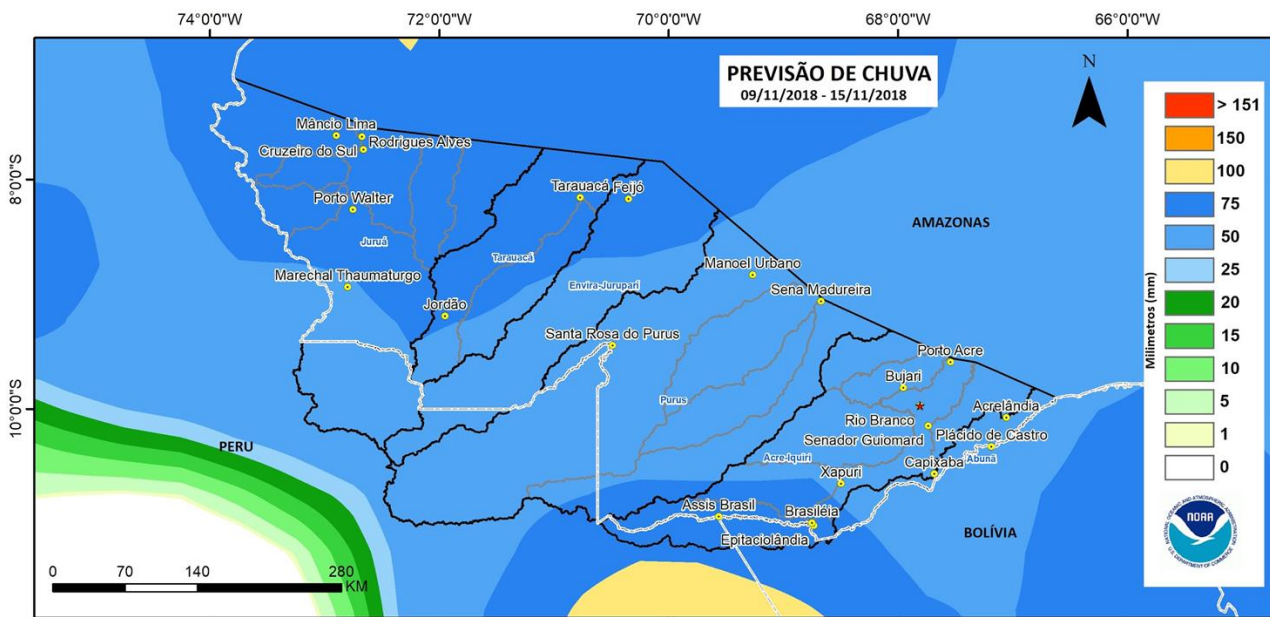 74°0'0"W
72°0'0"W
70°0'0"W
68°0'0"W
66°0'0"W
8°0'0"S
10°0'0"S
PREVISÃO DE CHUVA
09/11/2018 - 15/11/2018
N
> 151
150
100
75
50
25
20
15
10
5
1
0
Milimetros (mm)
NOAA
AMAZONAS
PERU
BOLÍVIA
Mâncio Lima
Rodrigues Alves
Cruzeiro do Sul
Porto Walter
Juruá
Marechal Thaumaturgo
Jordão
Tarauacá
Feijó
Tarauacá
Envira-Jurupari
Manoel Urbano
Sena Madureira
Santa Rosa do Purus
Purus
Porto Acre
Bujari
Rio Branco
Acrelândia
Senador Guiomard
Plácido de Castro
Abunã
Acre-Iquiri
Capixaba
Xapuri
Assis Brasil
Brasiléia
Epitaciolândia
0 70 140 280
KM